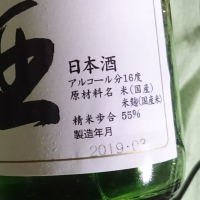 日本酒
アルコール分16度
原材料名 米(国産)
米麹(国産米)
精米歩合 55%
製造年月
2019.03